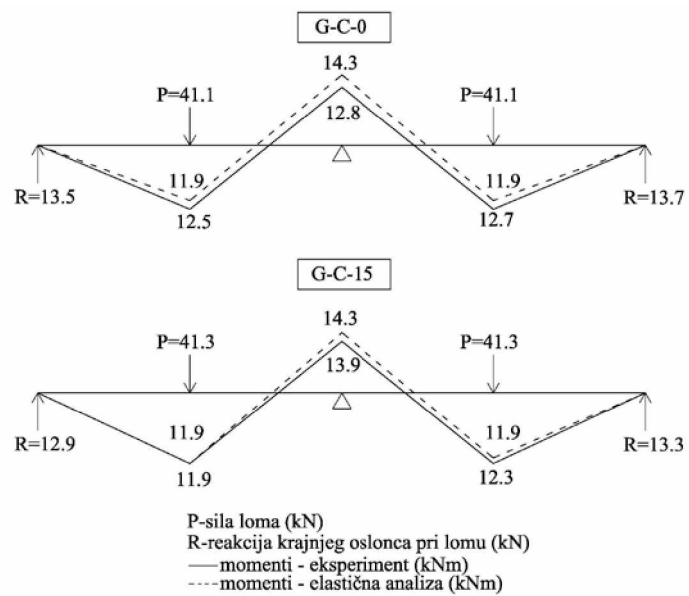 G-C-0
14.3
P=41.1 P=41.1
12.8
11.9 11.9
R=13.5 R=13.7
12.5 12.7
G-C-15
14.3
P=41.3 P=41.3
13.9
11.9 11.9
R=12.9 R=13.3
11.9 12.3
P-sila loma (kN)
R-reakcija krajnjeg oslonca pri lomu (kN)
momenti - eksperiment (kNm)
momenti - elastična analiza (kNm)